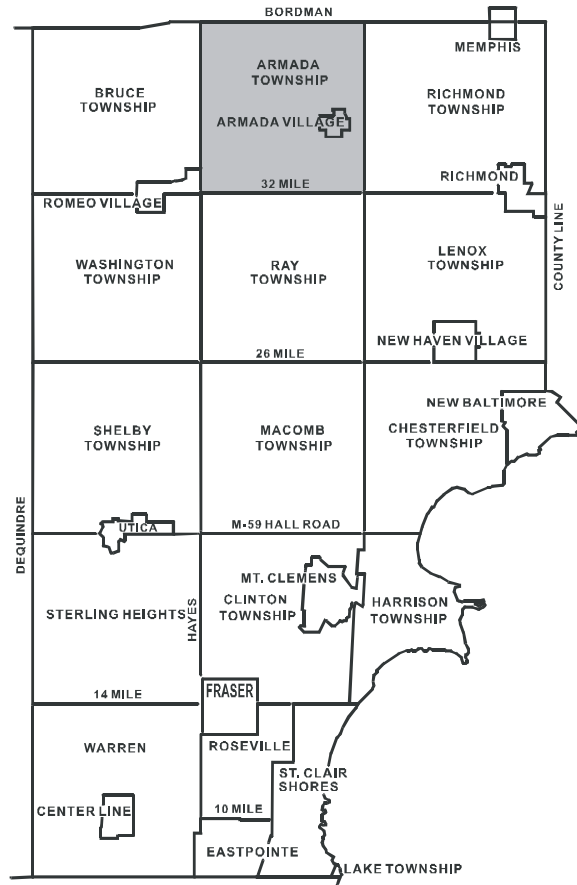 BORDMAN
MEMPHIS
ARMADA
TOWNSHIP
BRUCE
TOWNSHIP
RICHMOND
TOWNSHIP
ARMADA VILLAGE
RICHMOND
32 MILE
ROMEO VILLAGE
COUNTY LINE
WASHINGTON
TOWNSHIP
RAY
TOWNSHIP
LENOX
TOWNSHIP
NEW HAVEN VILLAGE
26 MILE
NEW BALTIMORE
SHELBY
TOWNSHIP
MACOMB
TOWNSHIP
CHESTERFIELD
TOWNSHIP
DEQUINDRE
UTICA
M-59 HALL ROAD
MT. CLEMENS
STERLING HEIGHTS
HAYES
CLINTON
TOWNSHIP
HARRISON
TOWNSHIP
14 MILE
FRASER
WARREN
ROSEVILLE
ST. CLAIR
SHORES
CENTER LINE
10 MILE
EASTPOINTE
LAKE TOWNSHIP